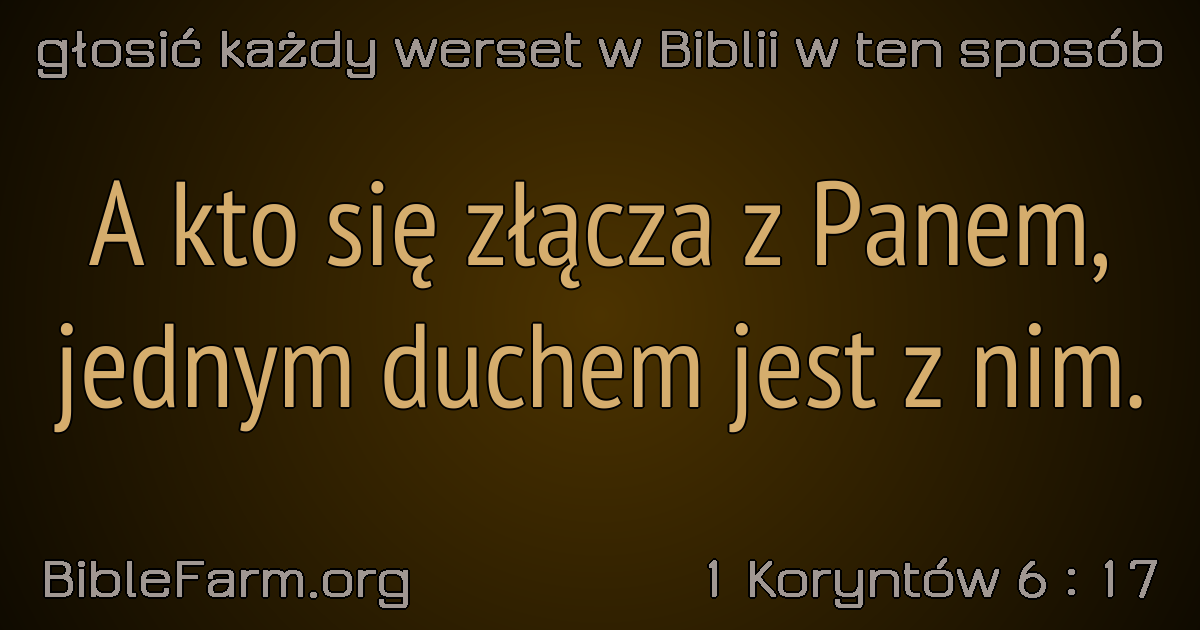 głosić każdy werset w Biblii w ten sposób
A kto się złącza z Panem,
jednym duchem jest z nim.
BibleFarm.org
1 Koryntów 6 : 17